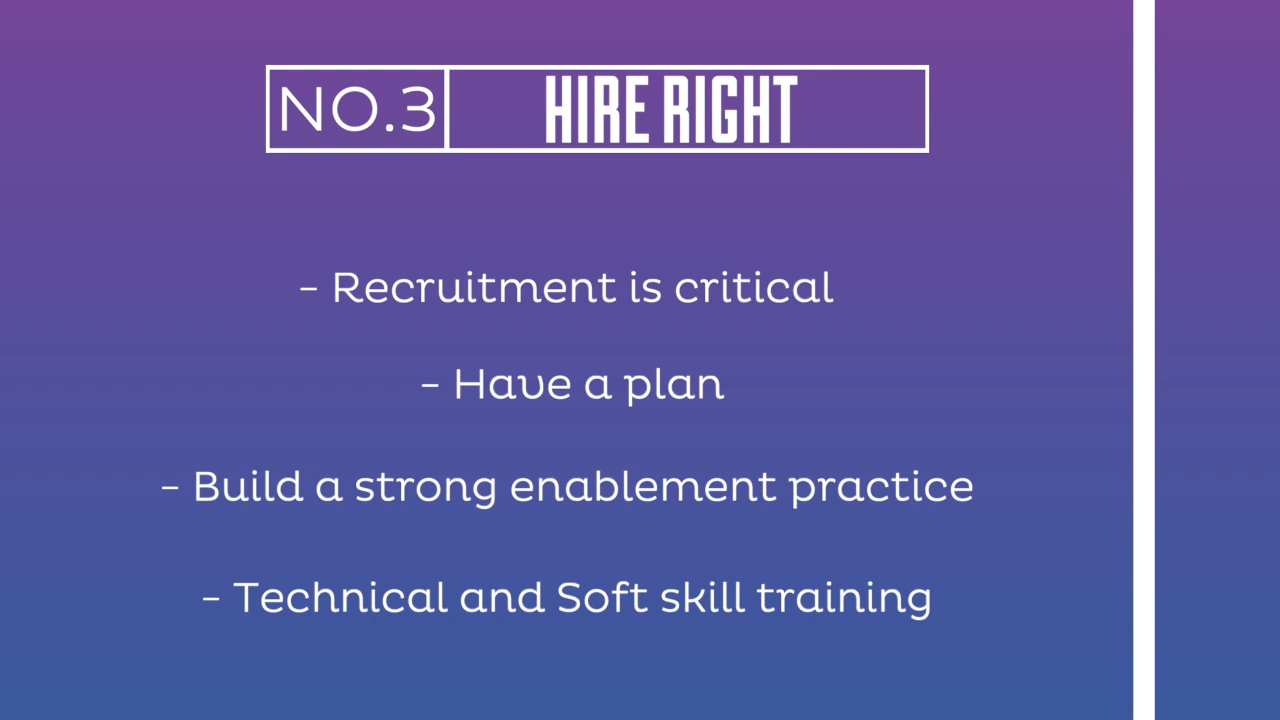 NO.3 HIRE RIGHT
- Recruitment is critical
- Have a plan
- Build a strong enablement practice
- Technical and Soft skill training